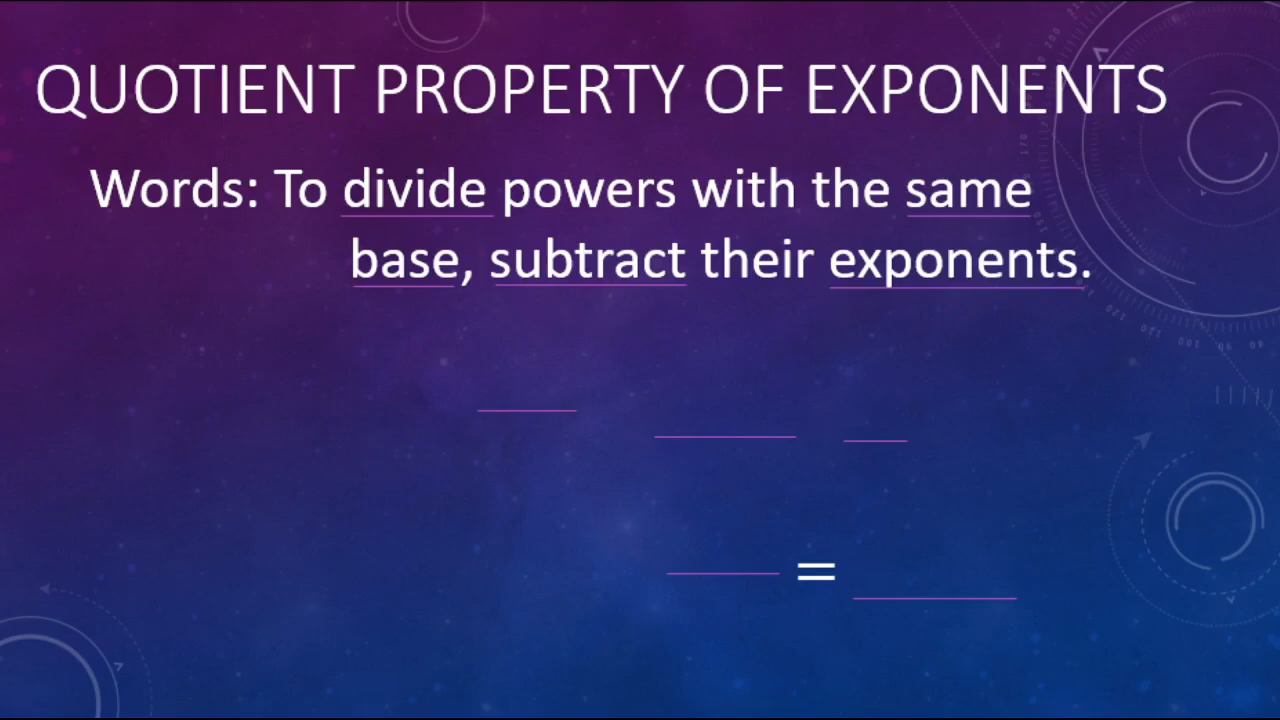 QUOTIENT PROPERTY OF EXPONENTS
Words: To divide powers with the same
base, subtract their exponents.
=